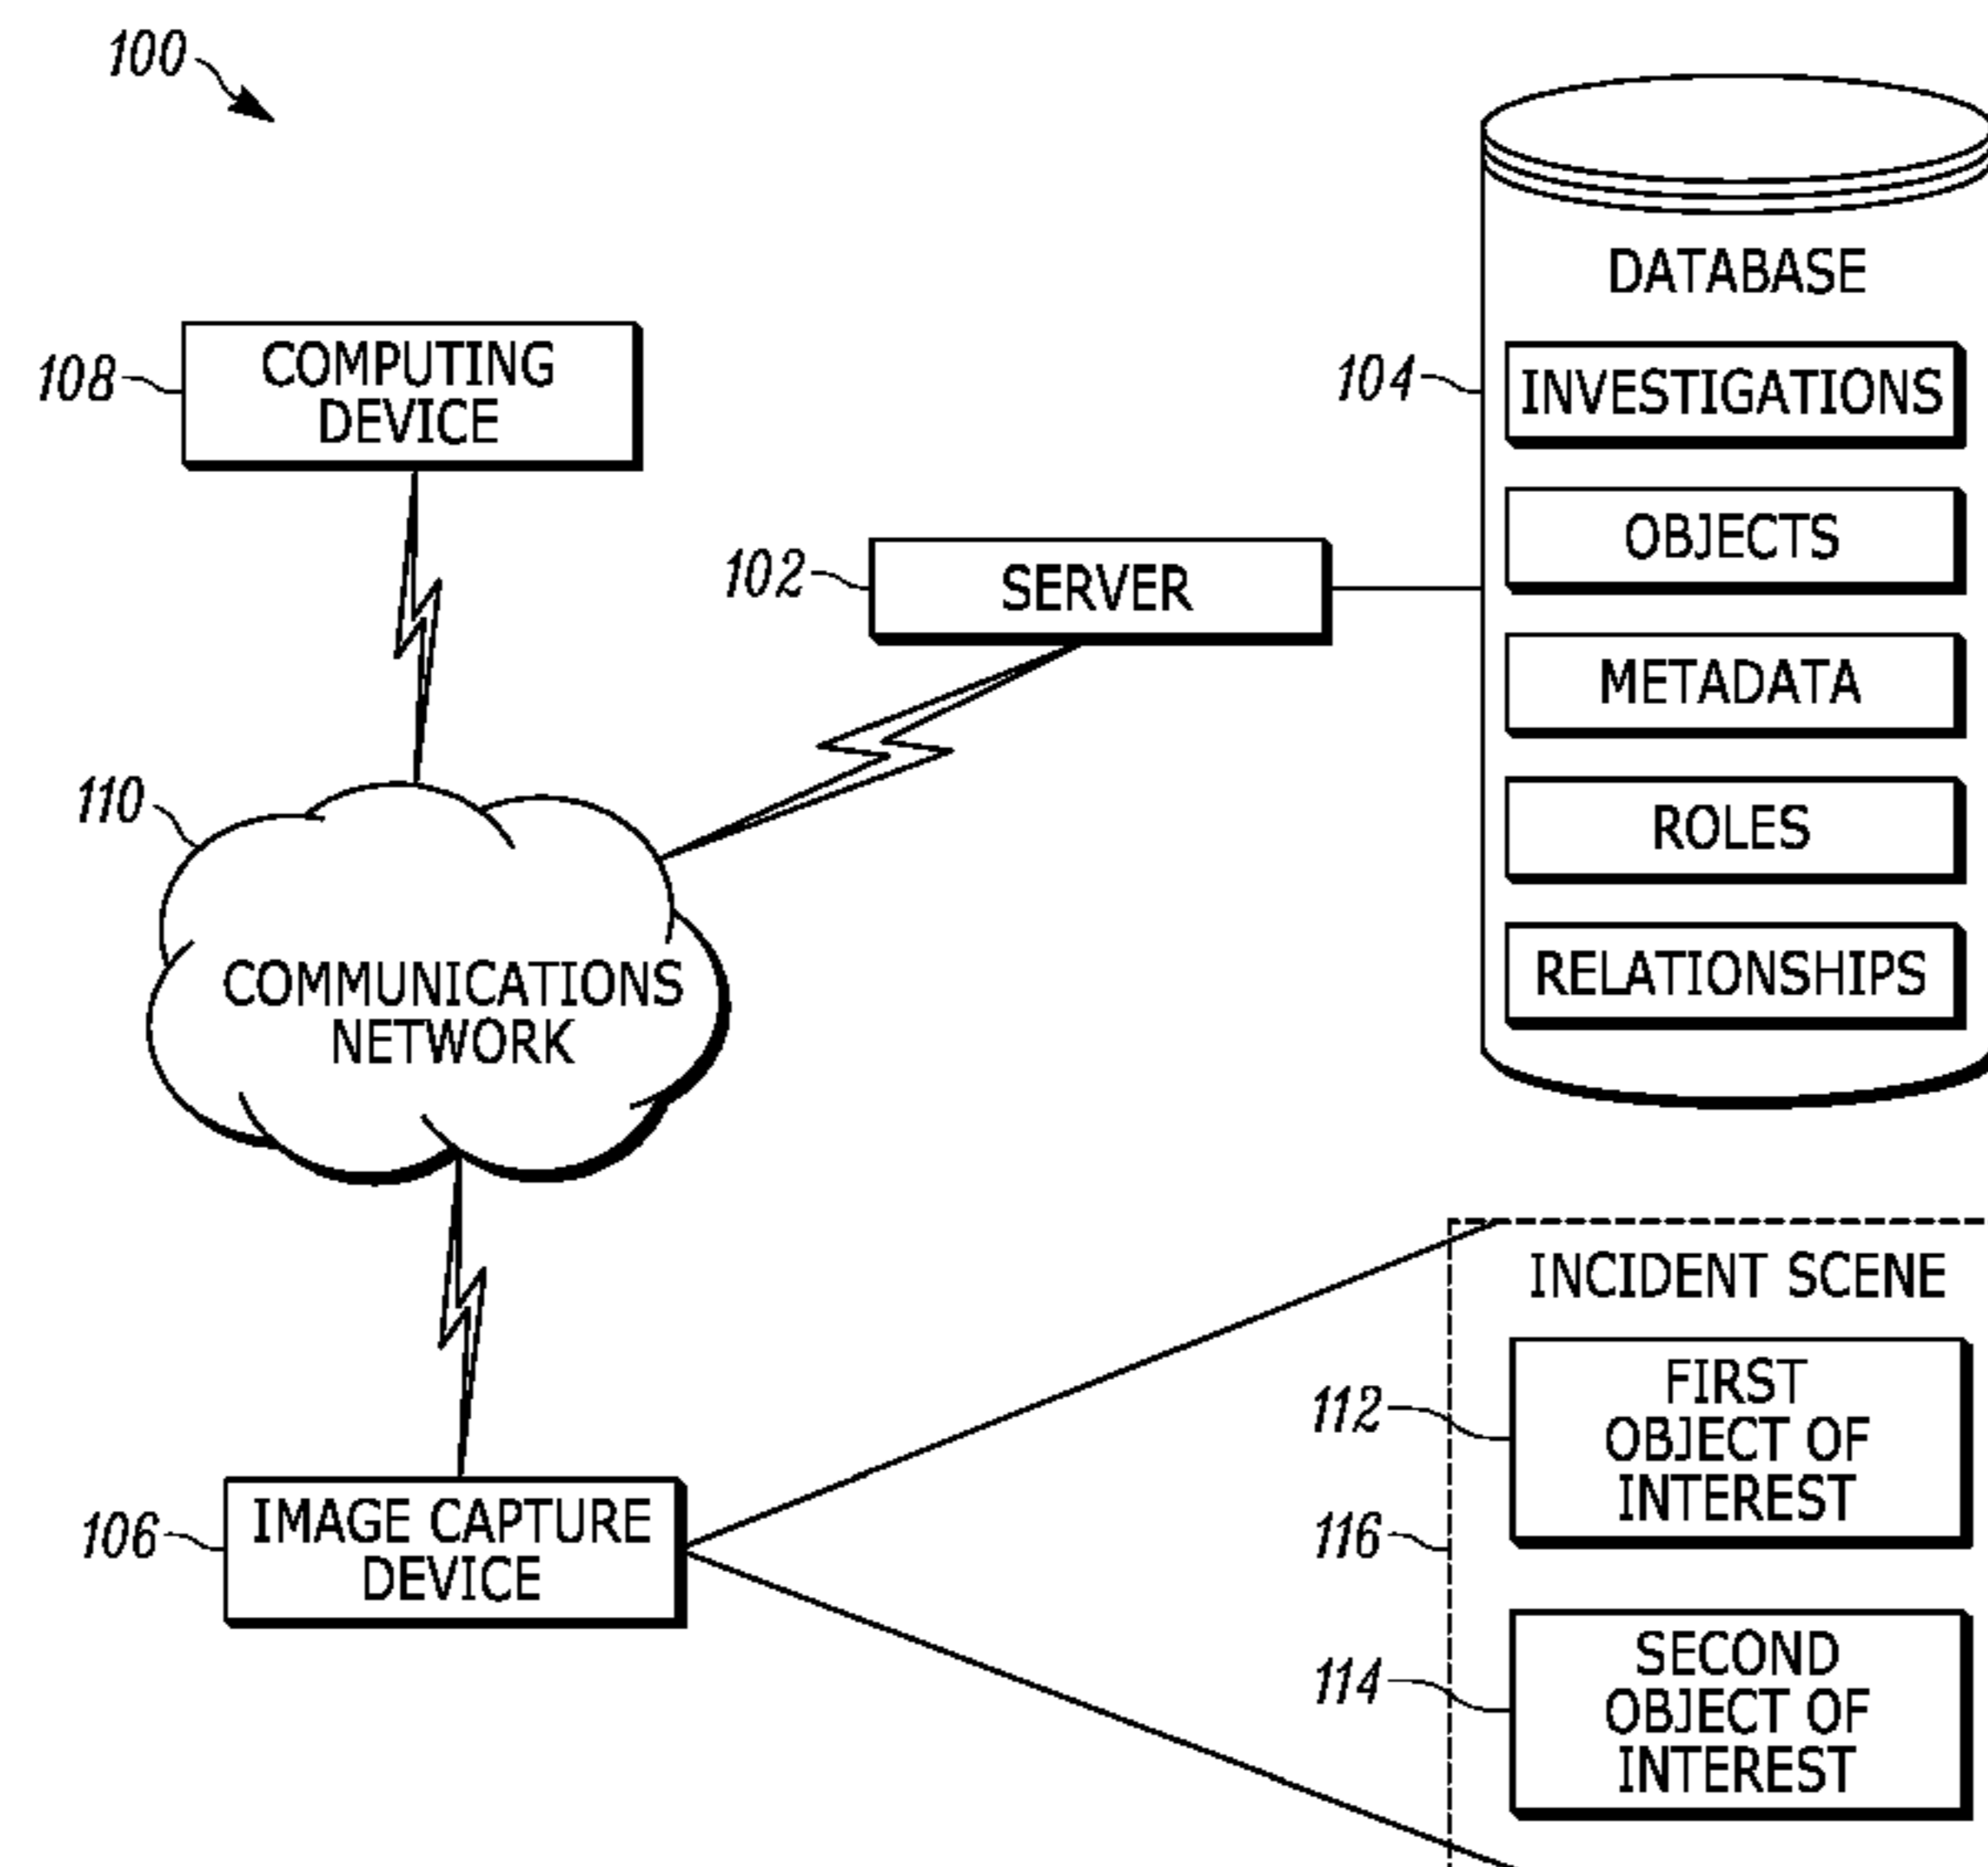 100
DATABASE
108
COMPUTING
DEVICE
104
INVESTIGATIONS
OBJECTS
102
SERVER
METADATA
110
ROLES
COMMUNICATIONS
NETWORK
RELATIONSHIPS
INCIDENT SCENE
112
FIRST
OBJECT OF
INTEREST
106
IMAGE CAPTURE
DEVICE
116
114
SECOND
OBJECT OF
INTEREST